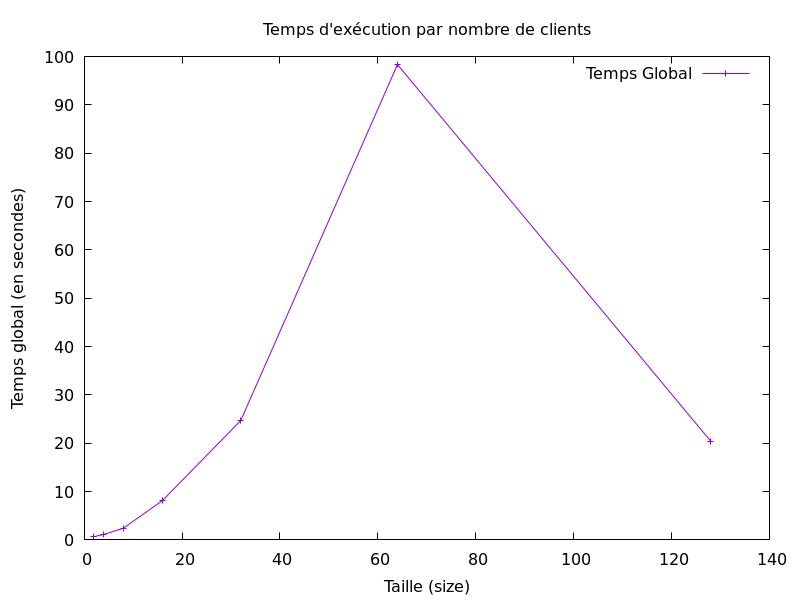 Temps d'exécution par nombre de clients
Temps Global
Temps global (en secondes)
100
90
80
70
60
50
40
30
20
10
0
0 20 40 60 80 100 120 140
Taille (size)